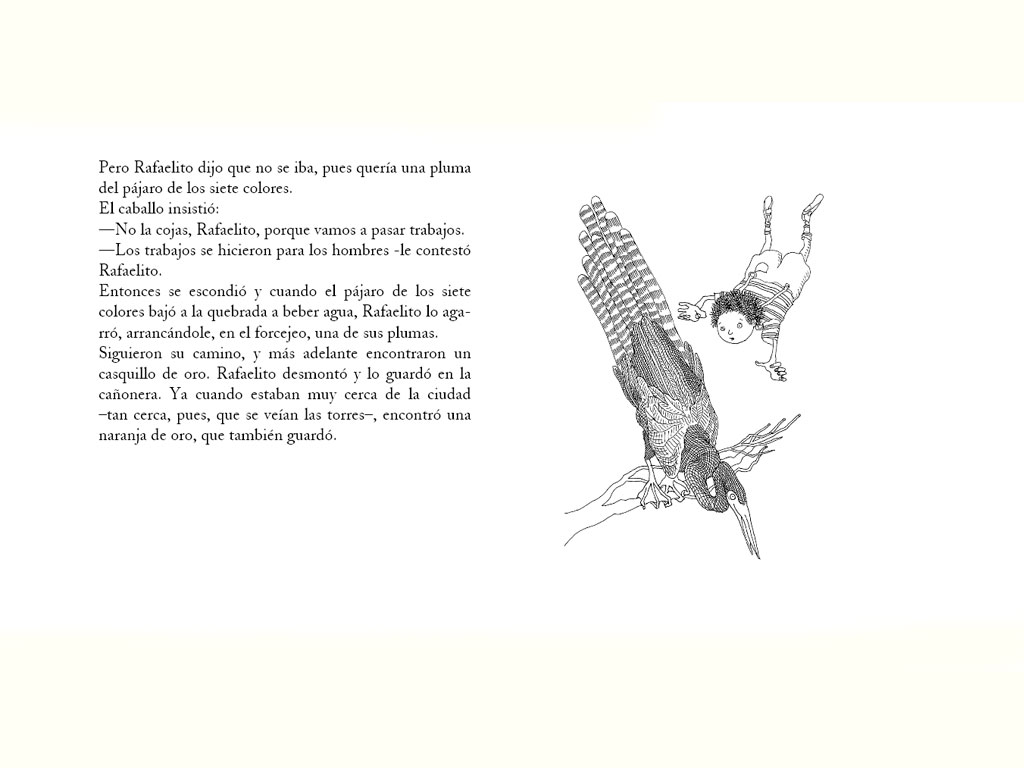 Pero Rafaelito dijo que no se iba, pues quería una pluma
del pájaro de los siete colores.
El caballo insistió:
—No la cojas, Rafaelito, porque vamos a pasar trabajos.
—Los trabajos se hicieron para los hombres -le contestó
Rafaelito.
Entonces se escondió y cuando el pájaro de los siete
colores bajó a la quebrada a beber agua, Rafaelito lo aga-
rró, arrancándole, en el forcejeo, una de sus plumas.
Siguieron su camino, y más adelante encontraron un
casquillo de oro. Rafaelito desmontó y lo guardó en la
cañonera. Ya cuando estaban muy cerca de la ciudad
–tan cerca, pues, que se veían las torres–, encontró una
naranja de oro, que también guardó.